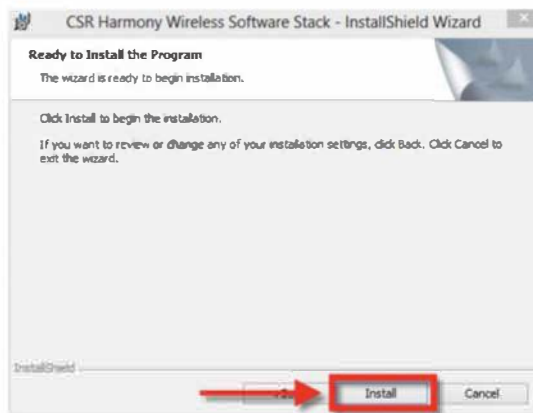 CSR Harmony Wireless Software Stack - InstallShield Wizard
Ready to Install the Program
The wizard is ready to begin installation.
Click Install to begin the installation.
If you want to review or change any of your installation settings, click Back. Click Cancel to
exit the wizard.
InstallShield
Install
Cancel